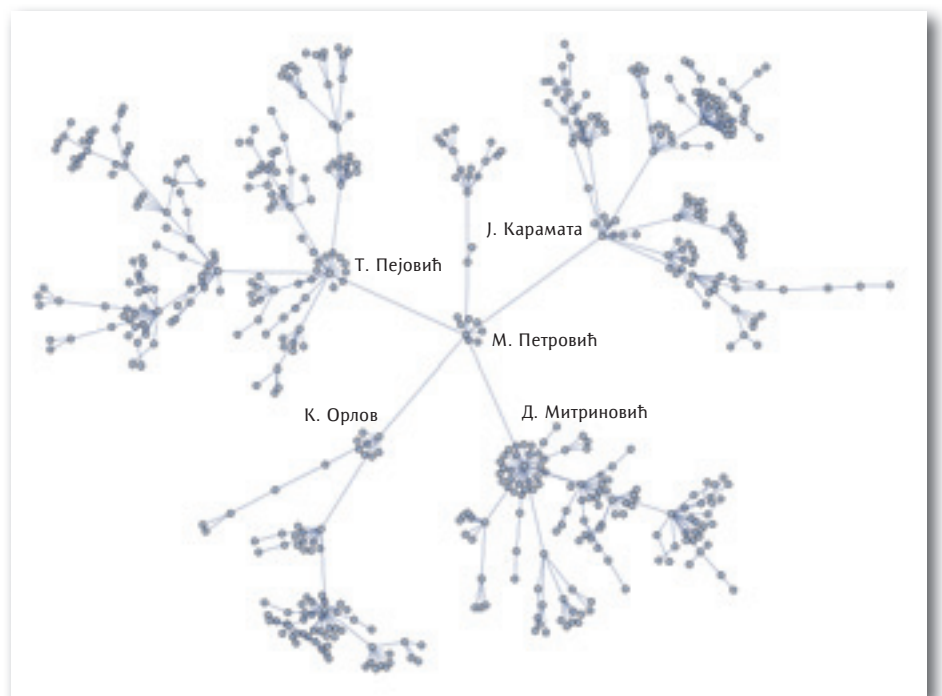 Ј. Карамата
Т. Пејовић
М. Петровић
К. Орлов
Д. Митриновић